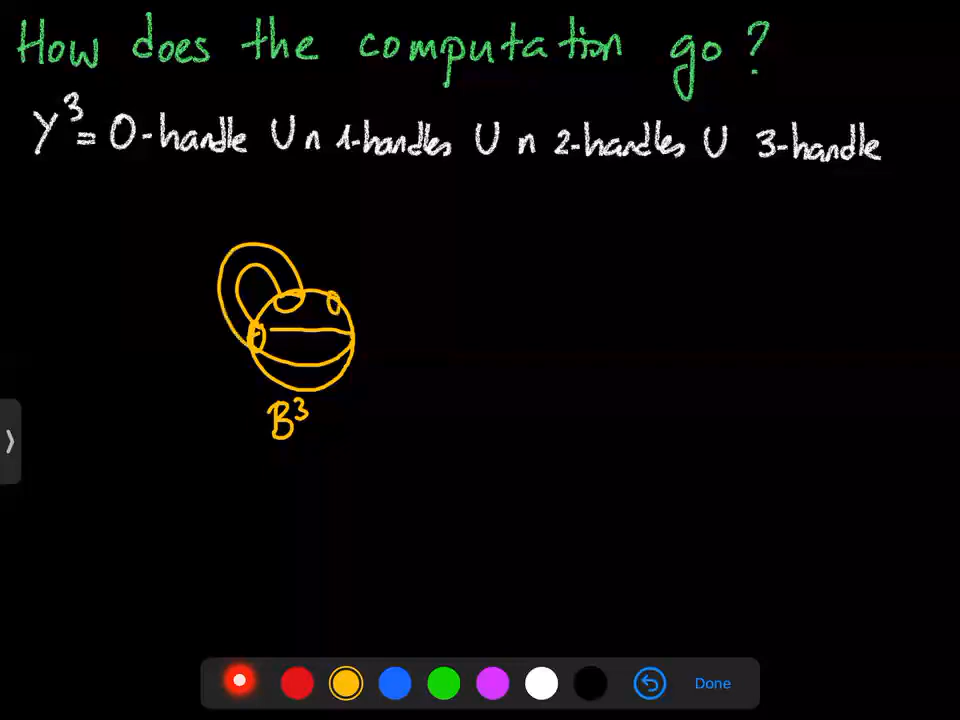 How does the computation go?
Y³ = 0-handle ∪ n 1-handles ∪ n 2-handles ∪ 3-handle
B³
Done